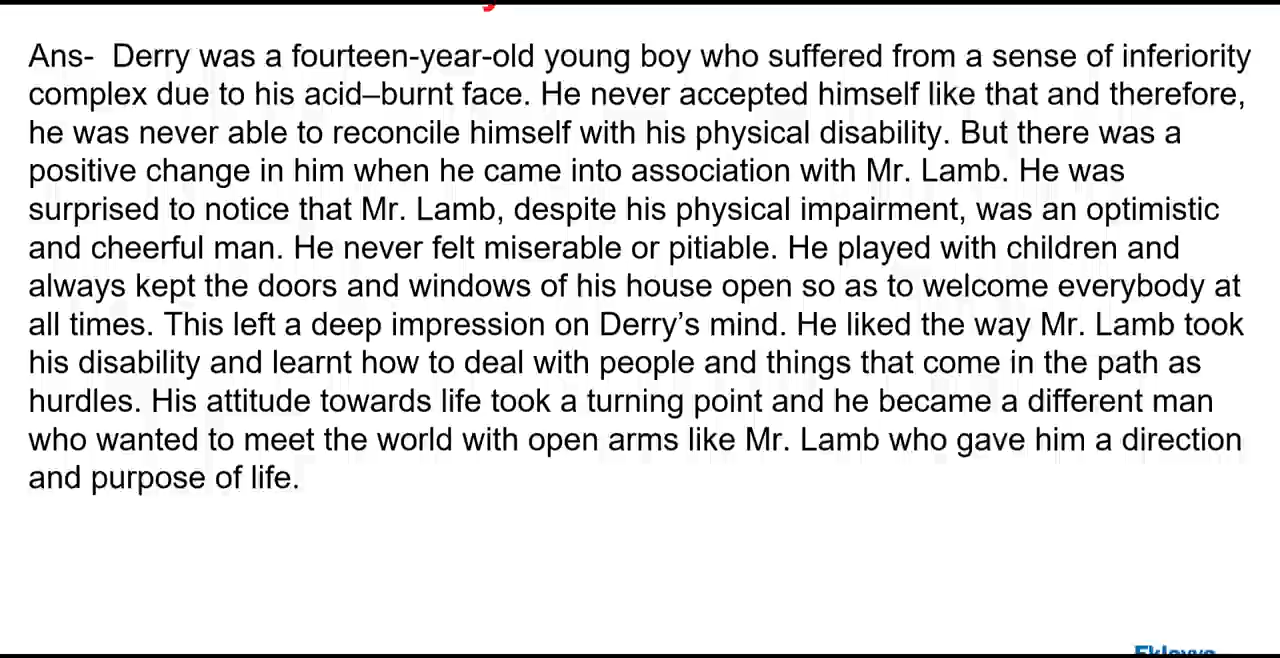 Ans-  Derry was a fourteen-year-old young boy who suffered from a sense of inferiority
complex due to his acid–burnt face. He never accepted himself like that and therefore,
he was never able to reconcile himself with his physical disability. But there was a
positive change in him when he came into association with Mr. Lamb. He was
surprised to notice that Mr. Lamb, despite his physical impairment, was an optimistic
and cheerful man. He never felt miserable or pitiable. He played with children and
always kept the doors and windows of his house open so as to welcome everybody at
all times. This left a deep impression on Derry’s mind. He liked the way Mr. Lamb took
his disability and learnt how to deal with people and things that come in the path as
hurdles. His attitude towards life took a turning point and he became a different man
who wanted to meet the world with open arms like Mr. Lamb who gave him a direction
and purpose of life.